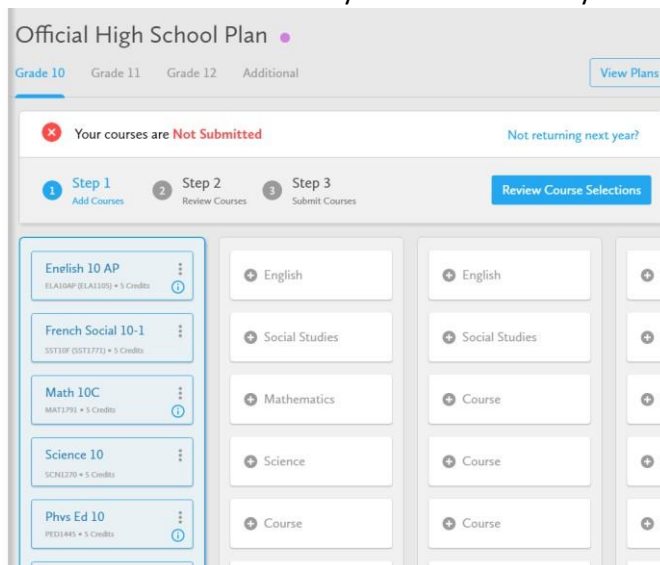 Official High School Plan
Grade 10 Grade 11 Grade 12 Additional View Plans
Your courses are Not Submitted Not returning next year?
1 Step 1 2 Step 2 3 Step 3 Review Course Selections
Add Courses Review Courses Submit Courses
English 10 AP
ELA10AP (ELA1105) • 5 Credits
English English
French Social 10-1
SST10F (SST1771) • 5 Credits
Social Studies Social Studies
Math 10C
MAT1791 • 5 Credits
Mathematics Course
Science 10
SCN1270 • 5 Credits
Science Course
Phys Ed 10
PED1445 • 5 Credits
Course Course